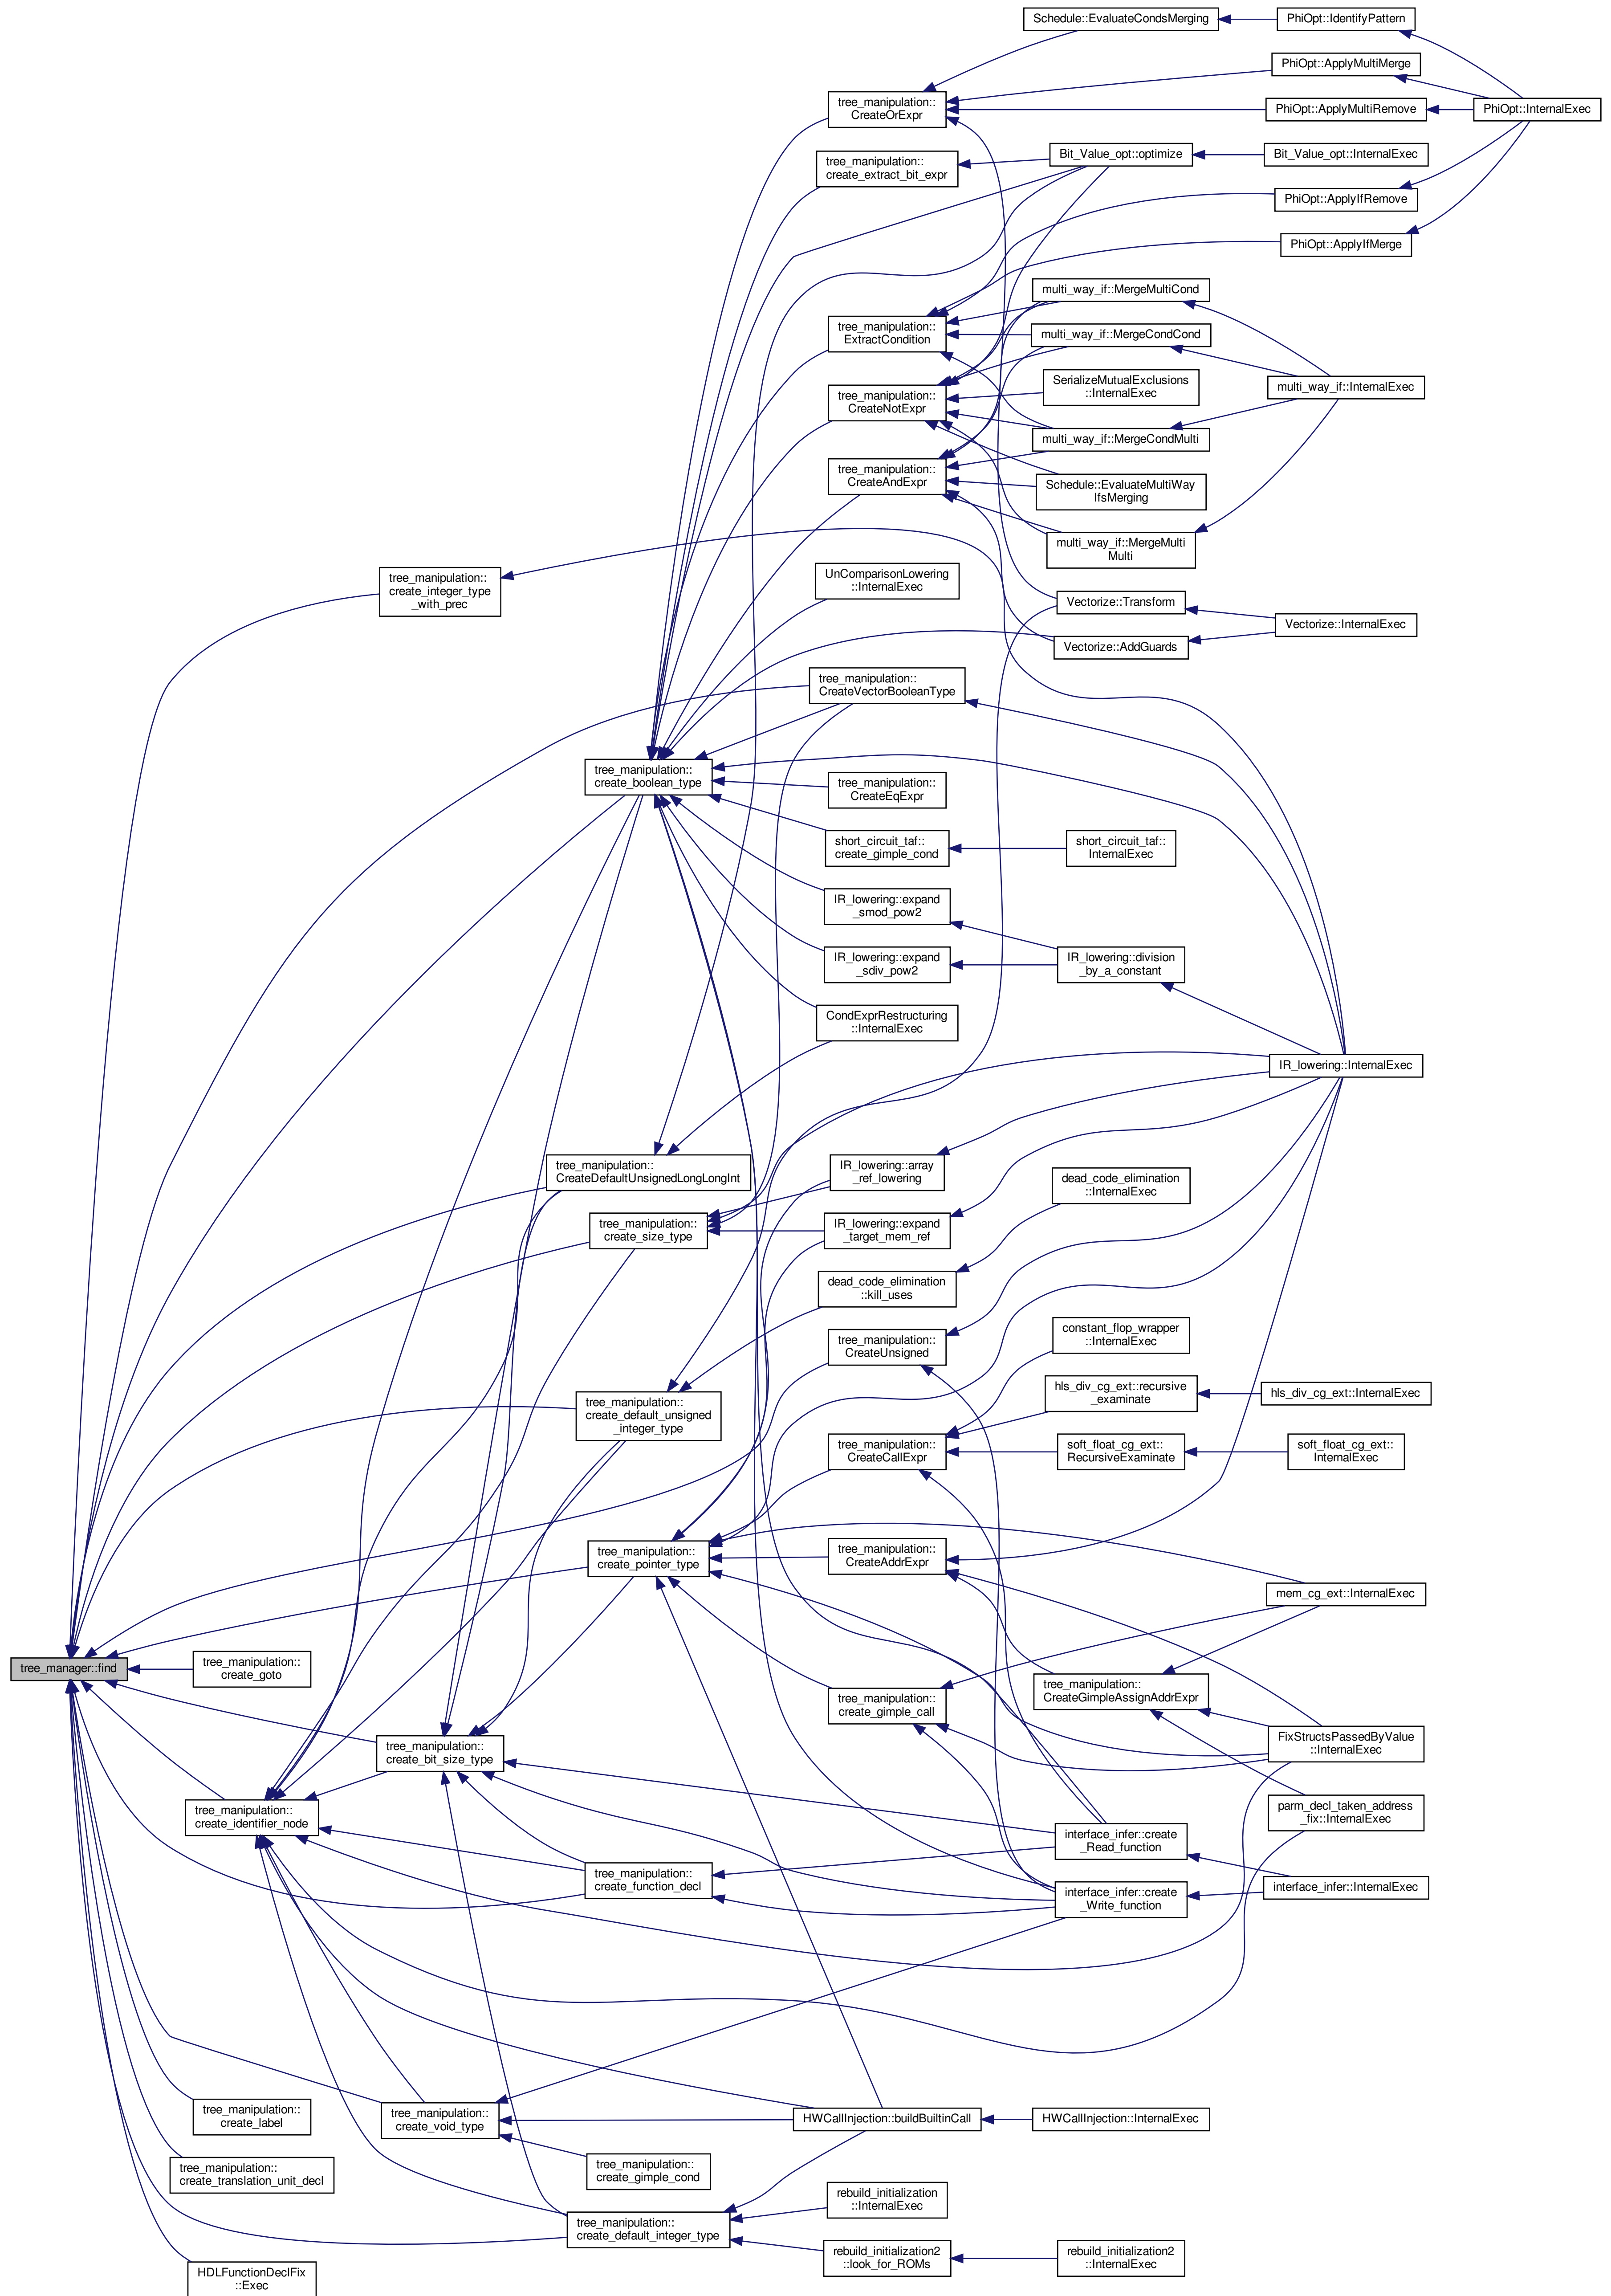 Schedule::EvaluateCondsMerging
PhiOpt::IdentifyPattern
PhiOpt::ApplyMultiMerge
tree_manipulation::
CreateOrExpr
PhiOpt::ApplyMultiRemove
PhiOpt::InternalExec
tree_manipulation::
create_extract_bit_expr
Bit_Value_opt::optimize
Bit_Value_opt::InternalExec
PhiOpt::ApplyIfRemove
PhiOpt::ApplyIfMerge
multi_way_if::MergeMultiCond
tree_manipulation::
ExtractCondition
multi_way_if::MergeCondCond
tree_manipulation::
CreateNotExpr
SerializeMutualExclusions
::InternalExec
multi_way_if::InternalExec
multi_way_if::MergeCondMulti
tree_manipulation::
CreateAndExpr
Schedule::EvaluateMultiWay
IfsMerging
multi_way_if::MergeMulti
Multi
tree_manipulation::
create_integer_type
_with_prec
UnComparisonLowering
::InternalExec
Vectorize::Transform
Vectorize::InternalExec
Vectorize::AddGuards
tree_manipulation::
CreateVectorBooleanType
tree_manipulation::
create_boolean_type
tree_manipulation::
CreateEqExpr
short_circuit_taf::
create_gimple_cond
short_circuit_taf::
InternalExec
IR_lowering::expand
_smod_pow2
IR_lowering::expand
_sdiv_pow2
IR_lowering::division
_by_a_constant
CondExprRestructuring
::InternalExec
IR_lowering::InternalExec
tree_manipulation::
CreateDefaultUnsignedLongLongInt
IR_lowering::array
_ref_lowering
dead_code_elimination
::InternalExec
tree_manipulation::
create_size_type
IR_lowering::expand
_target_mem_ref
dead_code_elimination
::kill_uses
tree_manipulation::
CreateUnsigned
constant_flop_wrapper
::InternalExec
tree_manipulation::
create_default_unsigned
_integer_type
hls_div_cg_ext::recursive
_examinate
hls_div_cg_ext::InternalExec
tree_manipulation::
CreateCallExpr
soft_float_cg_ext::
RecursiveExaminate
soft_float_cg_ext::
InternalExec
tree_manipulation::
create_pointer_type
tree_manipulation::
CreateAddrExpr
mem_cg_ext::InternalExec
tree_manager::find
tree_manipulation::
create_goto
tree_manipulation::
CreateGimpleAssignAddrExpr
tree_manipulation::
create_gimple_call
tree_manipulation::
create_bit_size_type
FixStructsPassedByValue
::InternalExec
tree_manipulation::
create_identifier_node
parm_decl_taken_address
_fix::InternalExec
interface_infer::create
_Read_function
tree_manipulation::
create_function_decl
interface_infer::create
_Write_function
interface_infer::InternalExec
tree_manipulation::
create_label
tree_manipulation::
create_void_type
HWCallInjection::buildBuiltinCall
HWCallInjection::InternalExec
tree_manipulation::
create_translation_unit_decl
tree_manipulation::
create_gimple_cond
rebuild_initialization
::InternalExec
tree_manipulation::
create_default_integer_type
rebuild_initialization2
::look_for_ROMs
rebuild_initialization2
::InternalExec
HDLFunctionDeclFix
::Exec